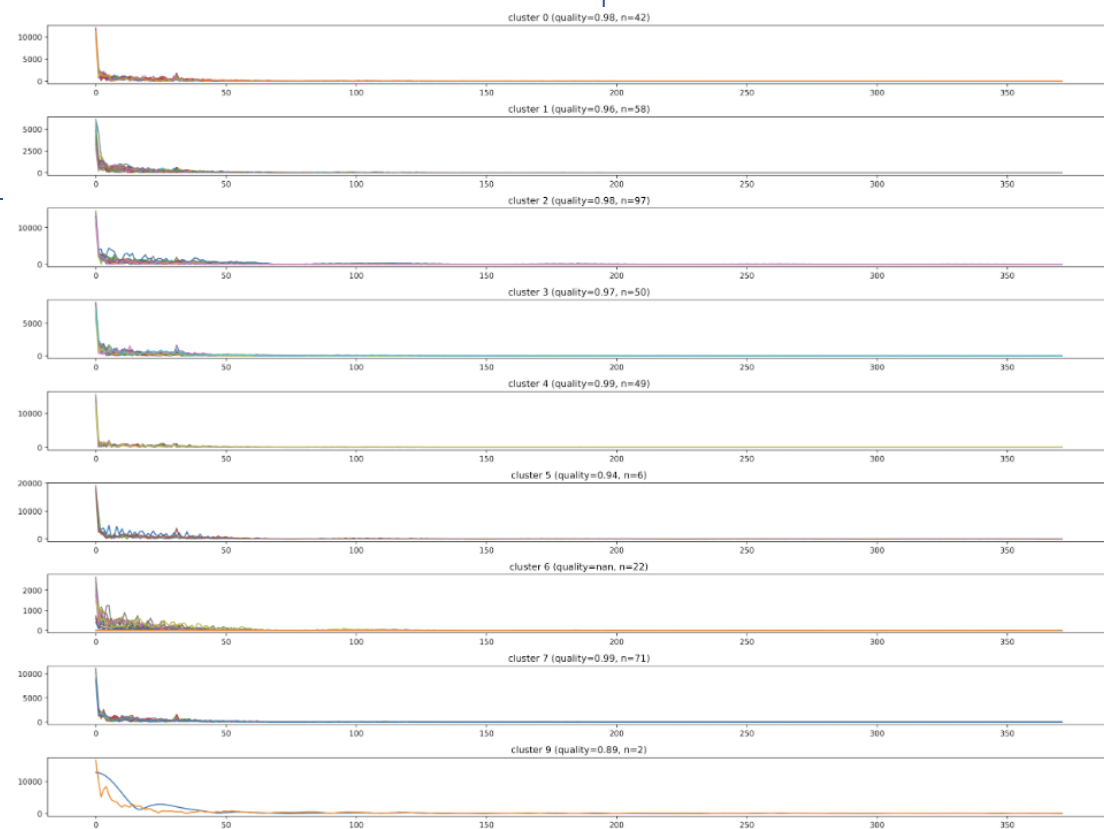 cluster 0 (quality=0.98, n=42)
10000
5000
0
0 50 100 150 200 250 300 350
cluster 1 (quality=0.96, n=58)
5000
2500
0
0 50 100 150 200 250 300 350
cluster 2 (quality=0.98, n=97)
10000
0
0 50 100 150 200 250 300 350
cluster 3 (quality=0.97, n=50)
5000
0
0 50 100 150 200 250 300 350
cluster 4 (quality=0.99, n=49)
10000
0
0 50 100 150 200 250 300 350
cluster 5 (quality=0.94, n=6)
20000
10000
0
0 50 100 150 200 250 300 350
cluster 6 (quality=nan, n=22)
2000
1000
0
0 50 100 150 200 250 300 350
cluster 7 (quality=0.99, n=71)
10000
5000
0
0 50 100 150 200 250 300 350
cluster 9 (quality=0.89, n=2)
10000
0
0 50 100 150 200 250 300 350